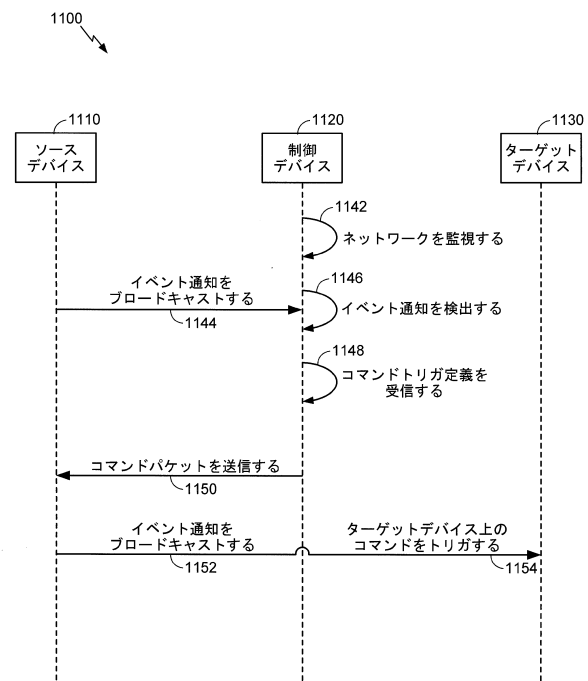 1100
1110
1120
1130
ソース
デバイス
制御
デバイス
ターゲット
デバイス
1142
ネットワークを監視する
イベント通知を
ブロードキャストする
1144
1146
イベント通知を検出する
1148
コマンドトリガ定義を
受信する
コマンドパケットを送信する
1150
イベント通知を
ブロードキャストする
1152
ターゲットデバイス上の
コマンドをトリガする
1154